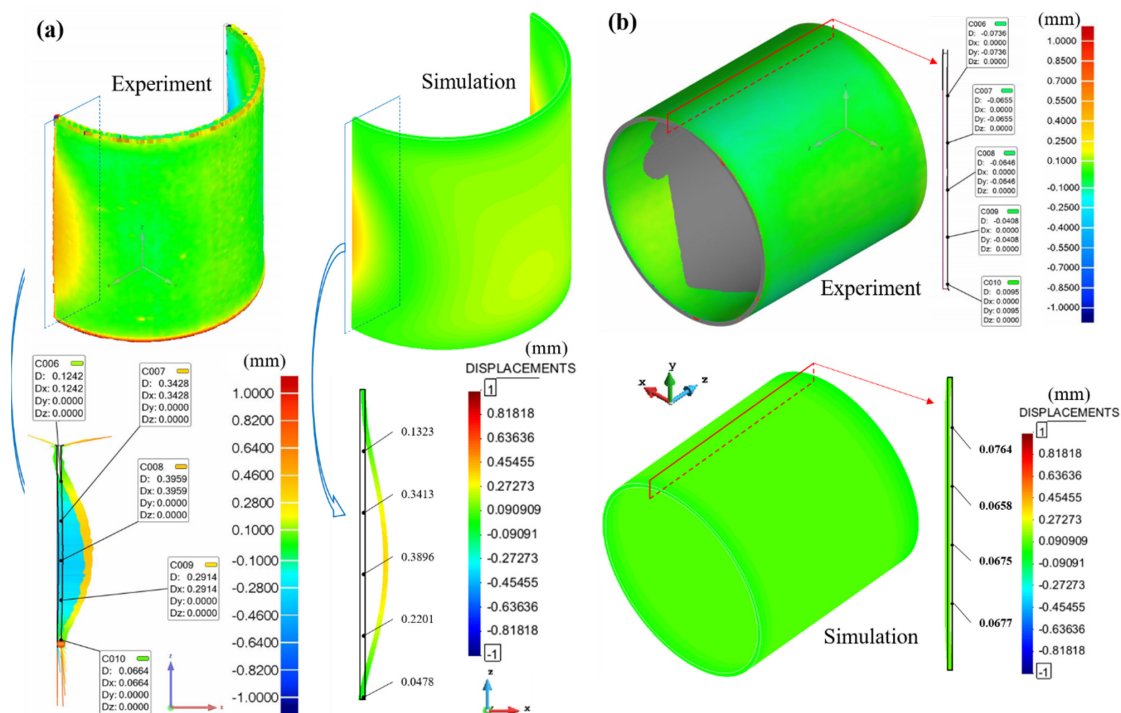 (a)
Experiment
Simulation
C006
D: 0.1242
Dx: 0.1242
Dy: 0.0000
Dz: 0.0000
C007
D: 0.3428
Dx: 0.3428
Dy: 0.0000
Dz: 0.0000
C008
D: 0.3959
Dx: 0.3959
Dy: 0.0000
Dz: 0.0000
C009
D: 0.2914
Dx: 0.2914
Dy: 0.0000
Dz: 0.0000
C010
D: 0.0664
Dx: 0.0664
Dy: 0.0000
Dz: 0.0000
z
x
(mm)
1.0000
0.8200
0.6400
0.4600
0.2800
0.1000
-0.1000
-0.2800
-0.4600
-0.6400
-0.8200
-1.0000
0.1323
0.3413
0.3896
0.2201
0.0478
z
x
(mm)
DISPLACEMENTS
1
0.81818
0.63636
0.45455
0.27273
0.090909
-0.09091
-0.27273
-0.45455
-0.63636
-0.81818
-1
(b)
Experiment
C006
D: -0.0736
Dx: 0.0000
Dy: -0.0736
Dz: 0.0000
C007
D: -0.0655
Dx: 0.0000
Dy: -0.0655
Dz: 0.0000
C008
D: -0.0646
Dx: 0.0000
Dy: -0.0646
Dz: 0.0000
C009
D: -0.0408
Dx: 0.0000
Dy: -0.0408
Dz: 0.0000
C010
D: 0.0095
Dx: 0.0000
Dy: 0.0095
Dz: 0.0000
(mm)
1.0000
0.8500
0.7000
0.5500
0.4000
0.2500
0.1000
-0.1000
-0.2500
-0.4000
-0.5500
-0.7000
-0.8500
-1.0000
y
x
z
Simulation
0.0764
0.0658
0.0675
0.0677
(mm)
DISPLACEMENTS
1
0.81818
0.63636
0.45455
0.27273
0.090909
-0.09091
-0.27273
-0.45455
-0.63636
-0.81818
-1